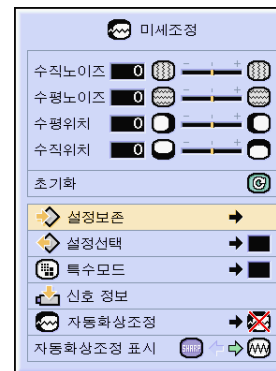 미세조정
수직노이즈 0
수평노이즈 0
수평위치 0
수직위치 0
초기화
설정보존
설정선택
특수모드
신호 정보
자동화상조정
자동화상조정 표시 SHARP